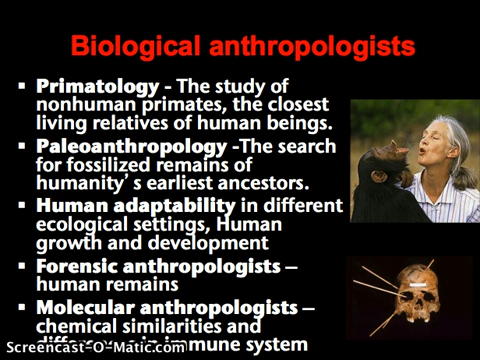 Biological anthropologists
▪ Primatology - The study of
nonhuman primates, the closest
living relatives of human beings.
▪ Paleoanthropology -The search
for fossilized remains of
humanity's earliest ancestors.
▪ Human adaptability in different
ecological settings, Human
growth and development
▪ Forensic anthropologists –
human remains
▪ Molecular anthropologists –
chemical similarities and
in immune system
Screencast-O-Matic.com